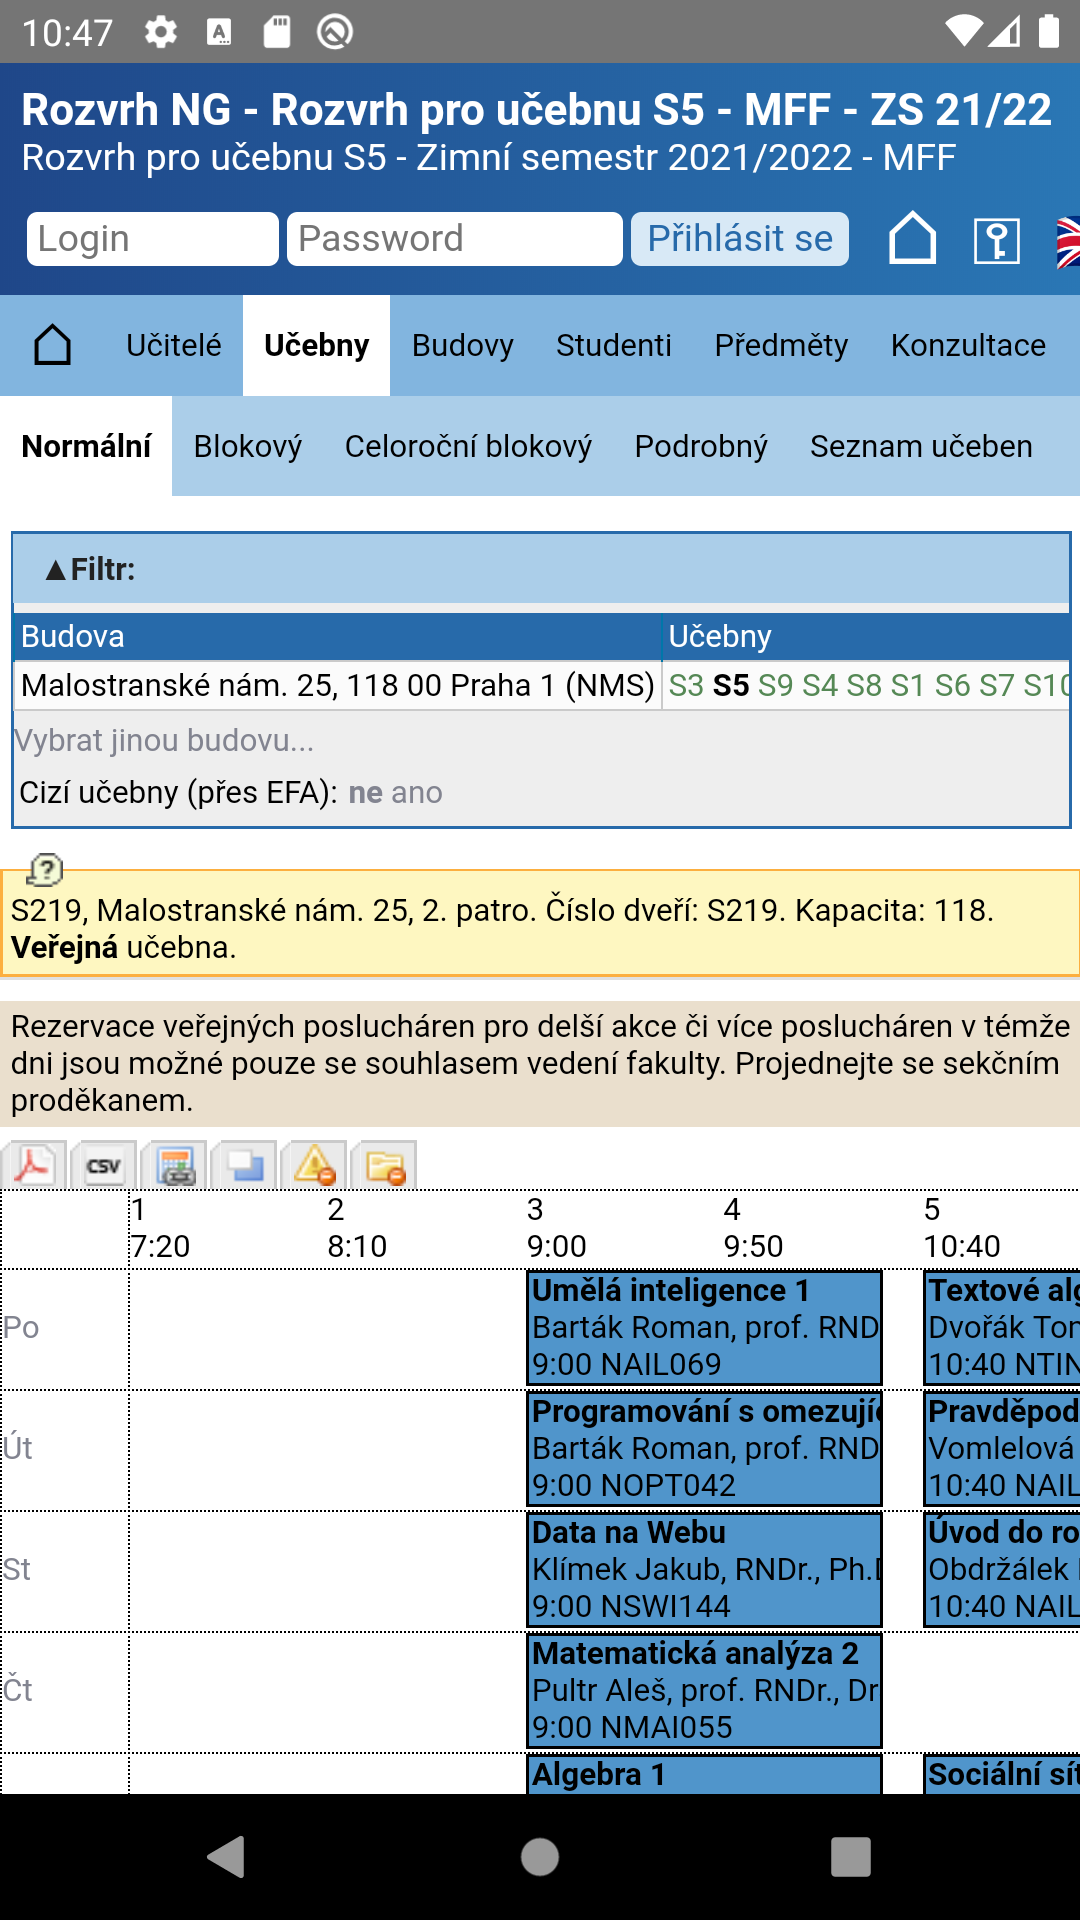 10:47
Rozvrh NG - Rozvrh pro učebnu S5 - MFF - ZS 21/22
Rozvrh pro učebnu S5 - Zimní semestr 2021/2022 - MFF
Login Password Přihlásit se
Učitelé Učebny Budovy Studenti Předměty Konzultace
Normální Blokový Celoroční blokový Podrobný Seznam učeben
▲Filtr:
Budova Učebny
Malostranské nám. 25, 118 00 Praha 1 (NMS) S3 S5 S9 S4 S8 S1 S6 S7 S10
Vybrat jinou budovu...
Cizí učebny (přes EFA): ne ano
S219, Malostranské nám. 25, 2. patro. Číslo dveří: S219. Kapacita: 118.
Veřejná učebna.
Rezervace veřejných poslucháren pro delší akce či více poslucháren v témže
dni jsou možné pouze se souhlasem vedení fakulty. Projednejte se sekčním
proděkanem.
CSV
1 2 3 4 5
7:20 8:10 9:00 9:50 10:40
Po
Umělá inteligence 1
Barták Roman, prof. RND
9:00 NAIL069
Textové alg
Dvořák Tom
10:40 NTIN
Út
Programování s omezujíc
Barták Roman, prof. RND
9:00 NOPT042
Pravděpod
Vomlelová
10:40 NAIL
St
Data na Webu
Klímek Jakub, RNDr., Ph.D
9:00 NSWI144
Úvod do ro
Obdržálek
10:40 NAIL
Čt
Matematická analýza 2
Pultr Aleš, prof. RNDr., Dr
9:00 NMAI055
Algebra 1
Sociální sít